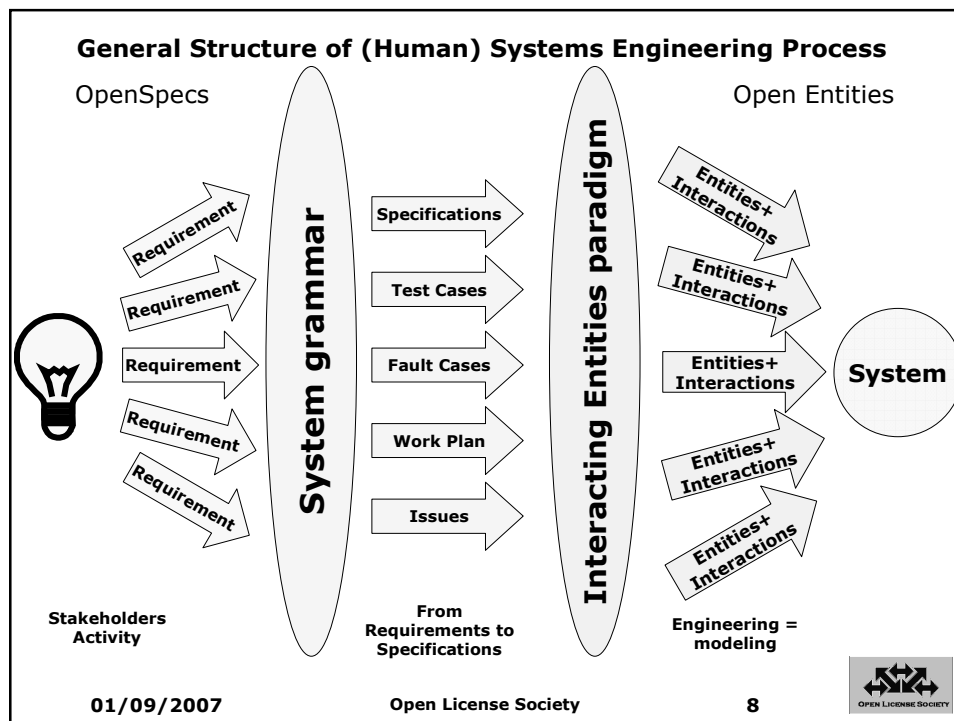 General Structure of (Human) Systems Engineering Process
OpenSpecs
Open Entities
Requirement
Requirement
Requirement
Requirement
Requirement
System grammar
Specifications
Test Cases
Fault Cases
Work Plan
Issues
Interacting Entities paradigm
Entities+
Interactions
Entities+
Interactions
Entities+
Interactions
Entities+
Interactions
Entities+
Interactions
System
Stakeholders
Activity
From
Requirements to
Specifications
Engineering =
modeling
01/09/2007
Open License Society
8
OPEN LICENSE SOCIETY